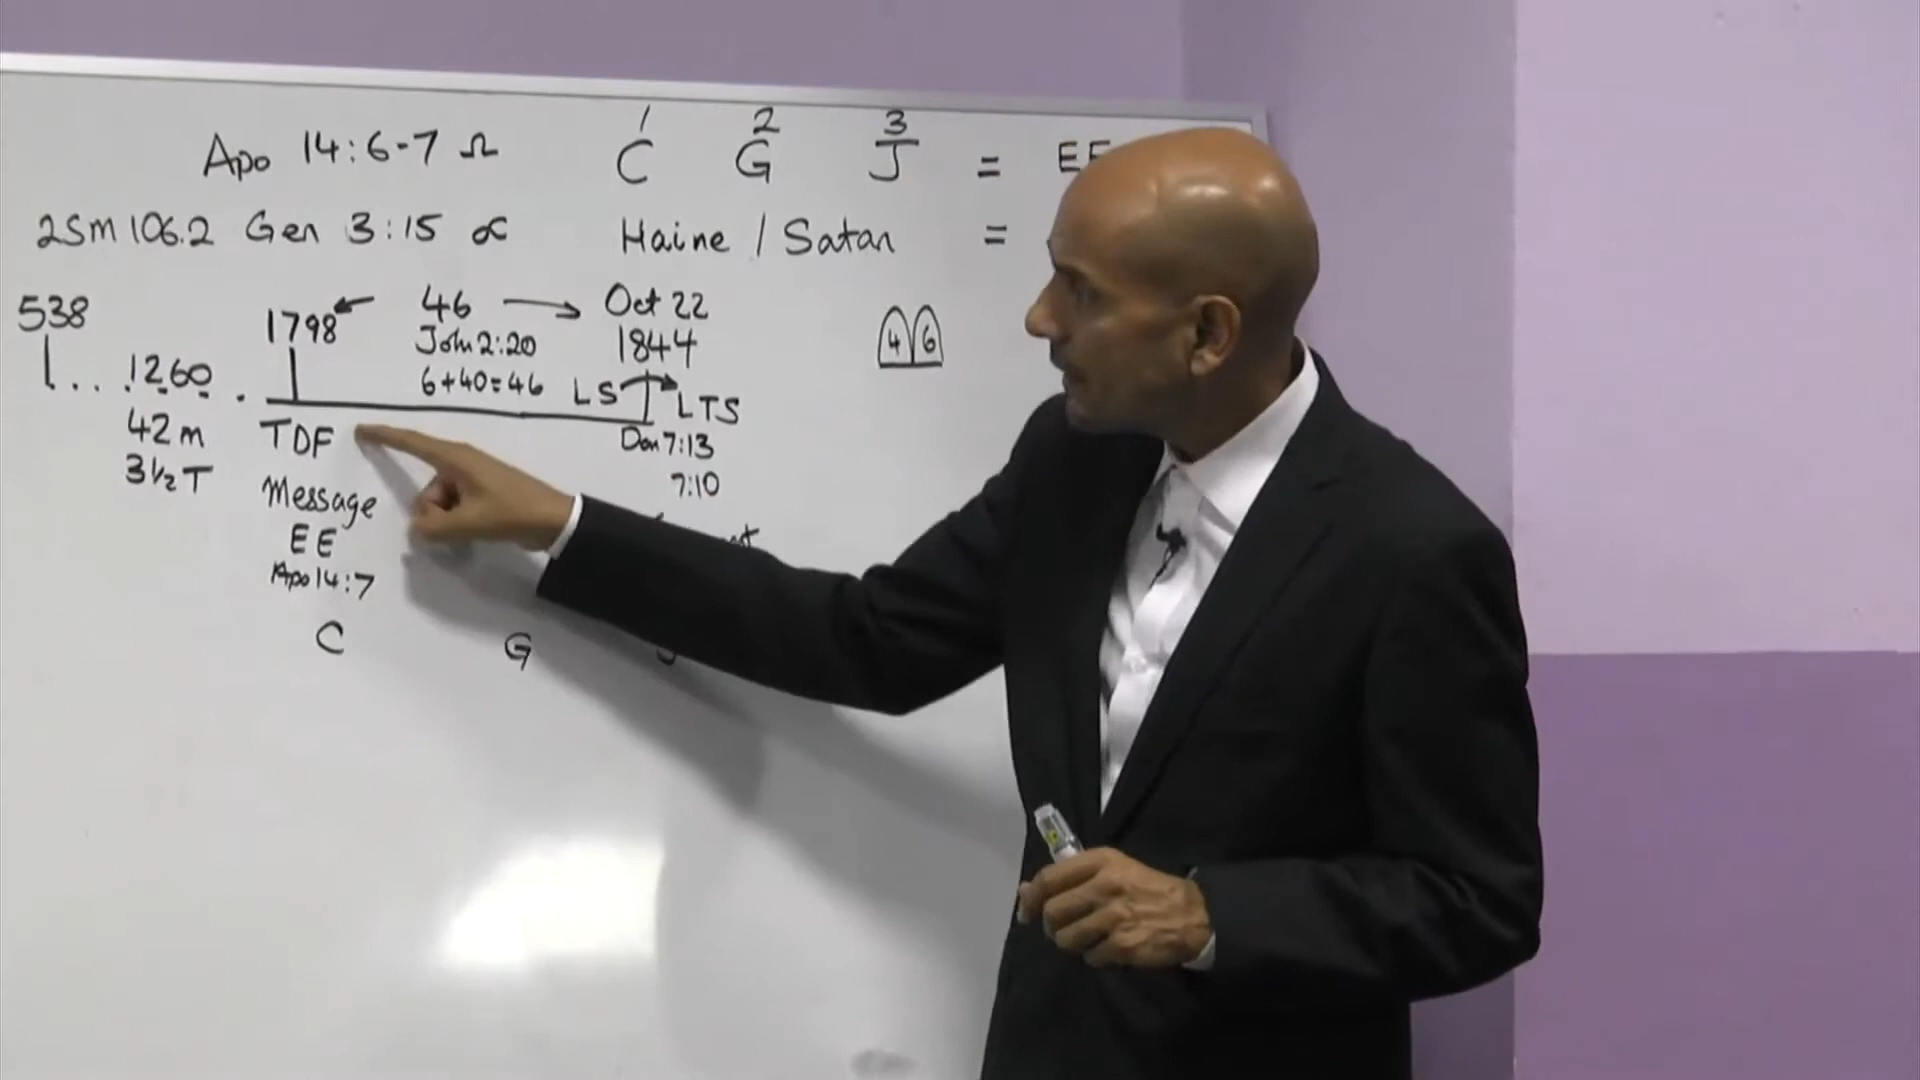 1 2 3
Apo 14:6-7 Ω C G J = EE
2SM 106.2 Gen 3:15 ∝ Haine / Satan =
538 1798 ← 46 → Oct 22
John 2:20 1844 4 6
1260 6+40=46 LS LTS
42 m TDF Dan 7:13
3½ T Message 7:10
EE
Apo 14:7
C G